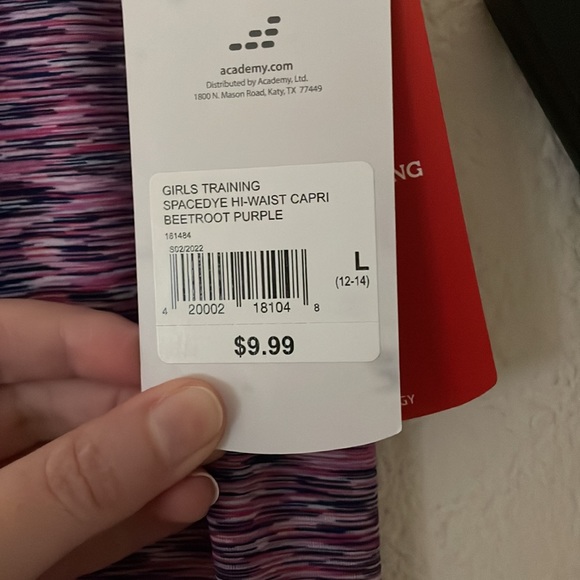 academy.com
Distributed by Academy, Ltd.
1800 N. Mason Road, Katy, TX 77449
NG
GIRLS TRAINING
SPACEDYE HI-WAIST CAPRI
BEETROOT PURPLE
161484
S02/2022
L
(12-14)
4 20002 18104 8
$9.99
GY